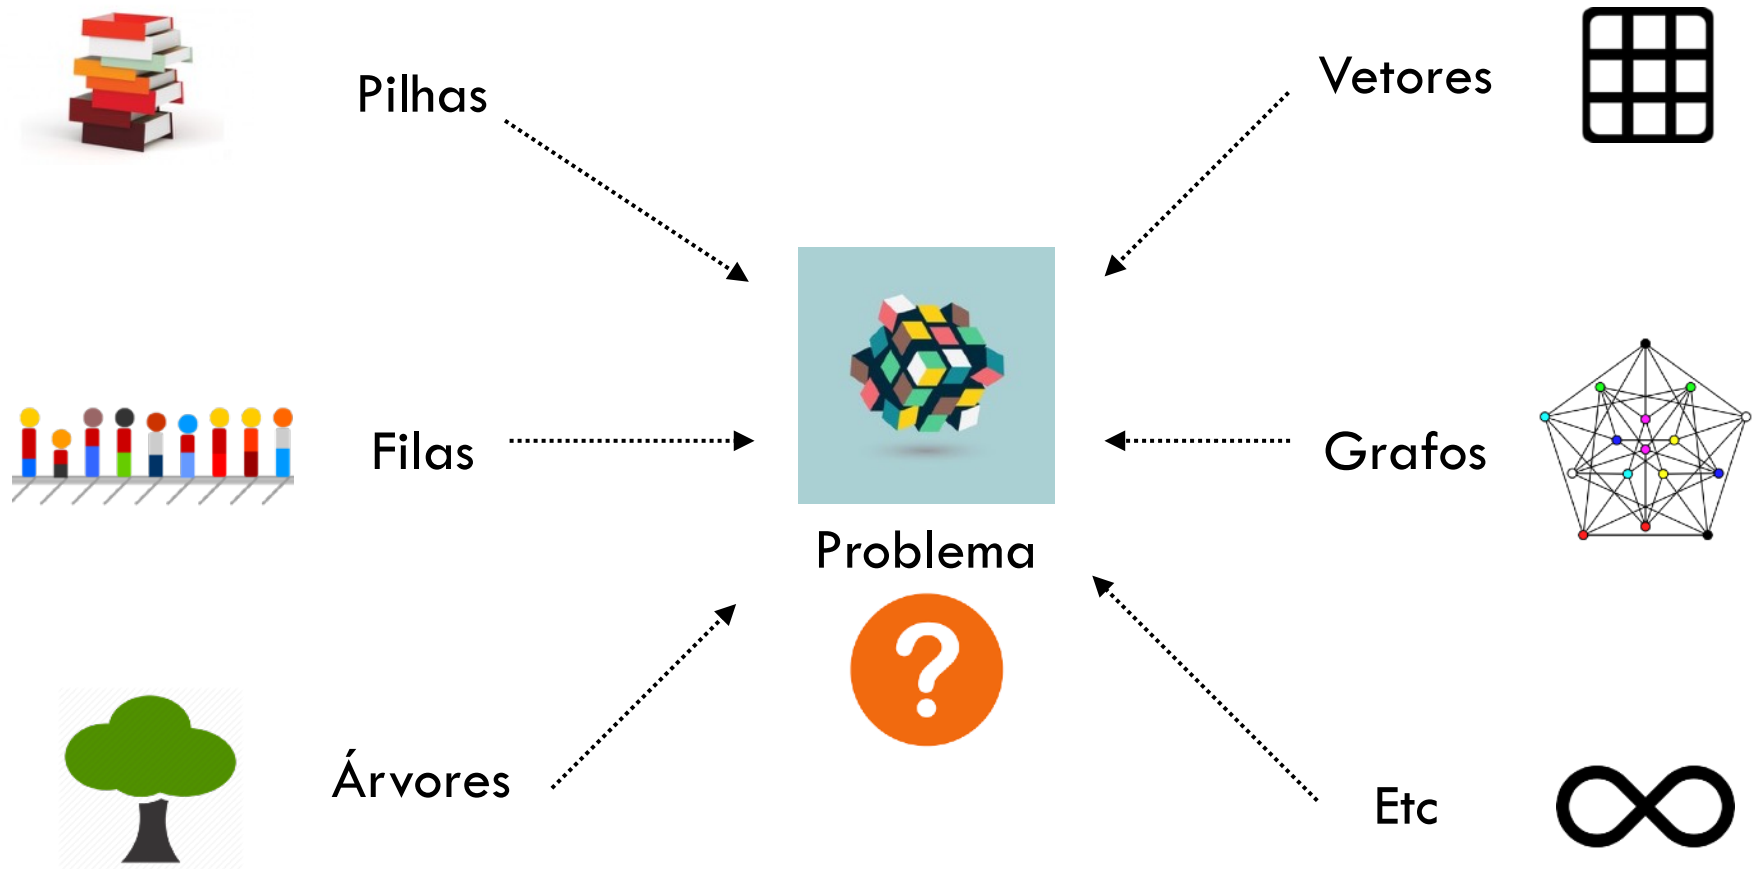 Pilhas
Vetores
Filas
Grafos
Problema
?
Árvores
Etc